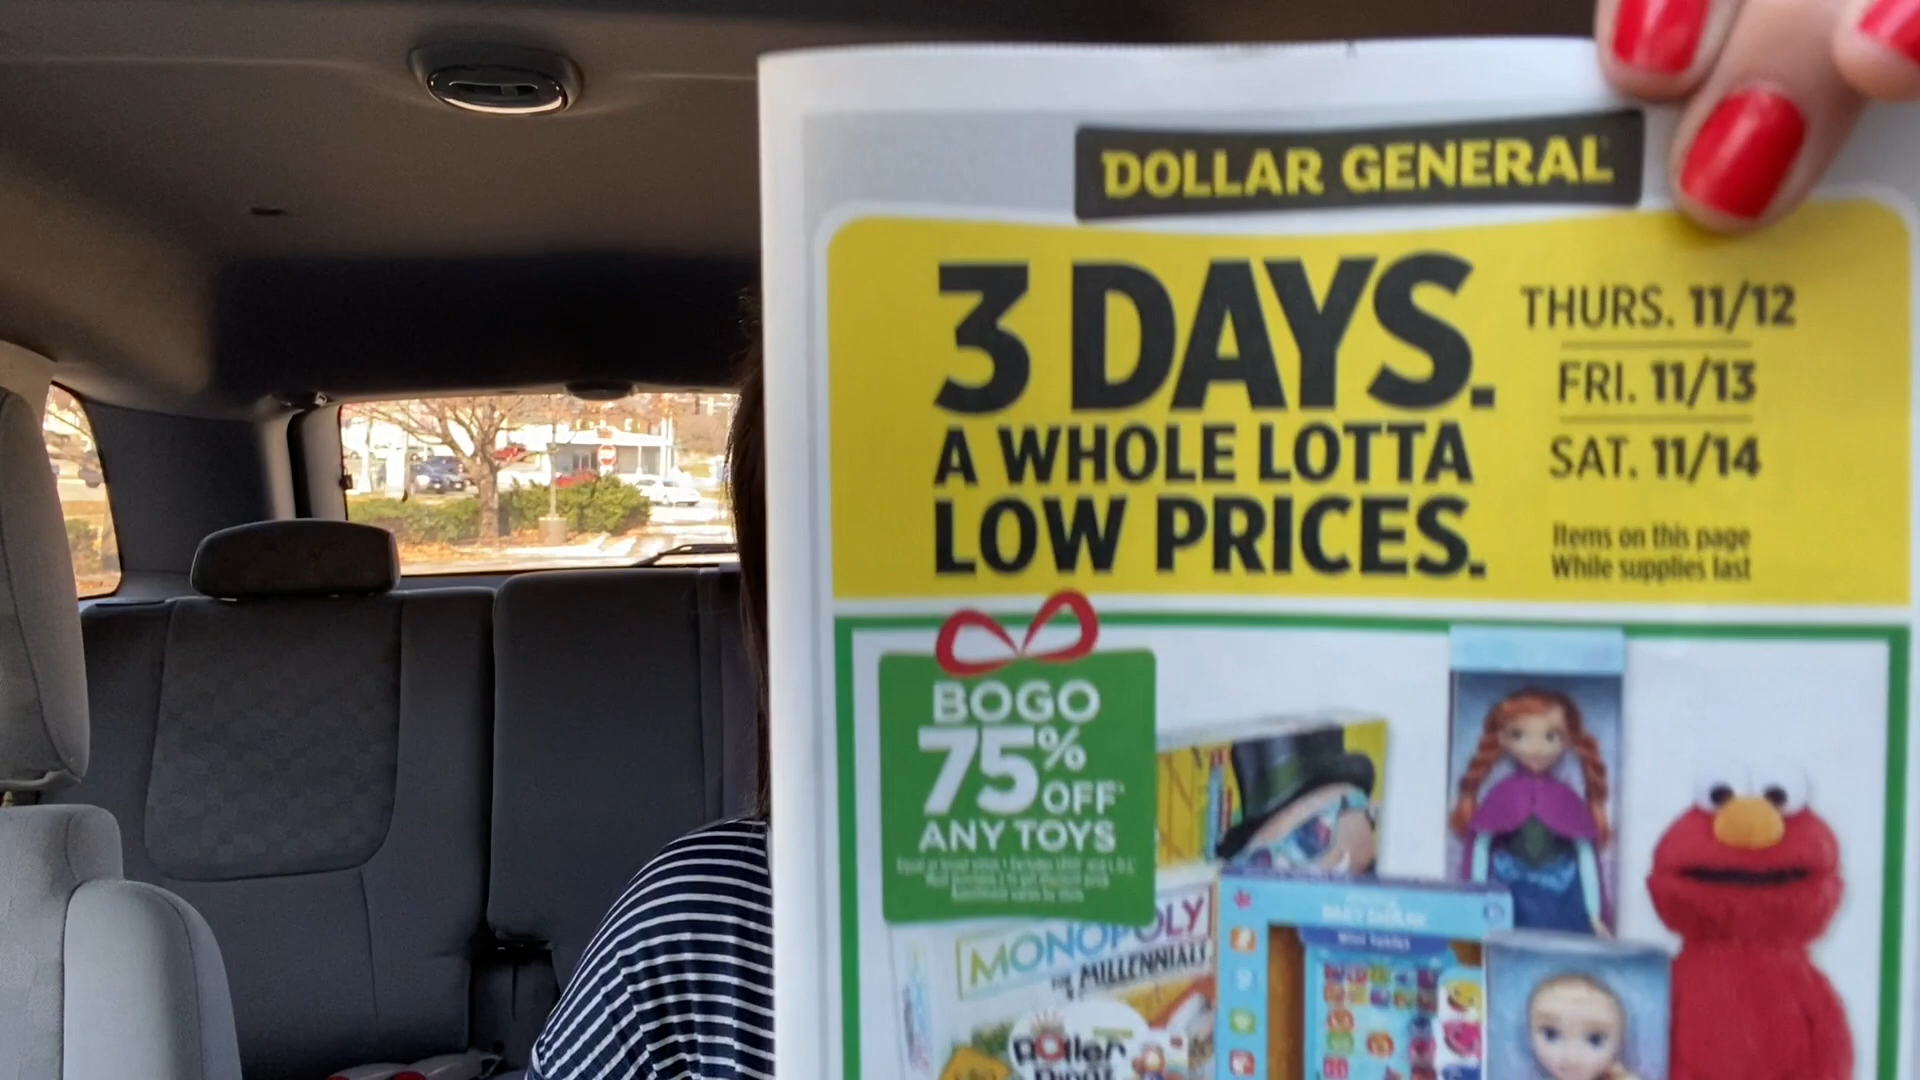 DOLLAR GENERAL
3 DAYS.
A WHOLE LOTTA
LOW PRICES.
THURS. 11/12
FRI. 11/13
SAT. 11/14
Items on this page
While supplies last
BOGO
75%
OFF*
ANY TOYS
MONOPOLY
FOR MILLENNIALS